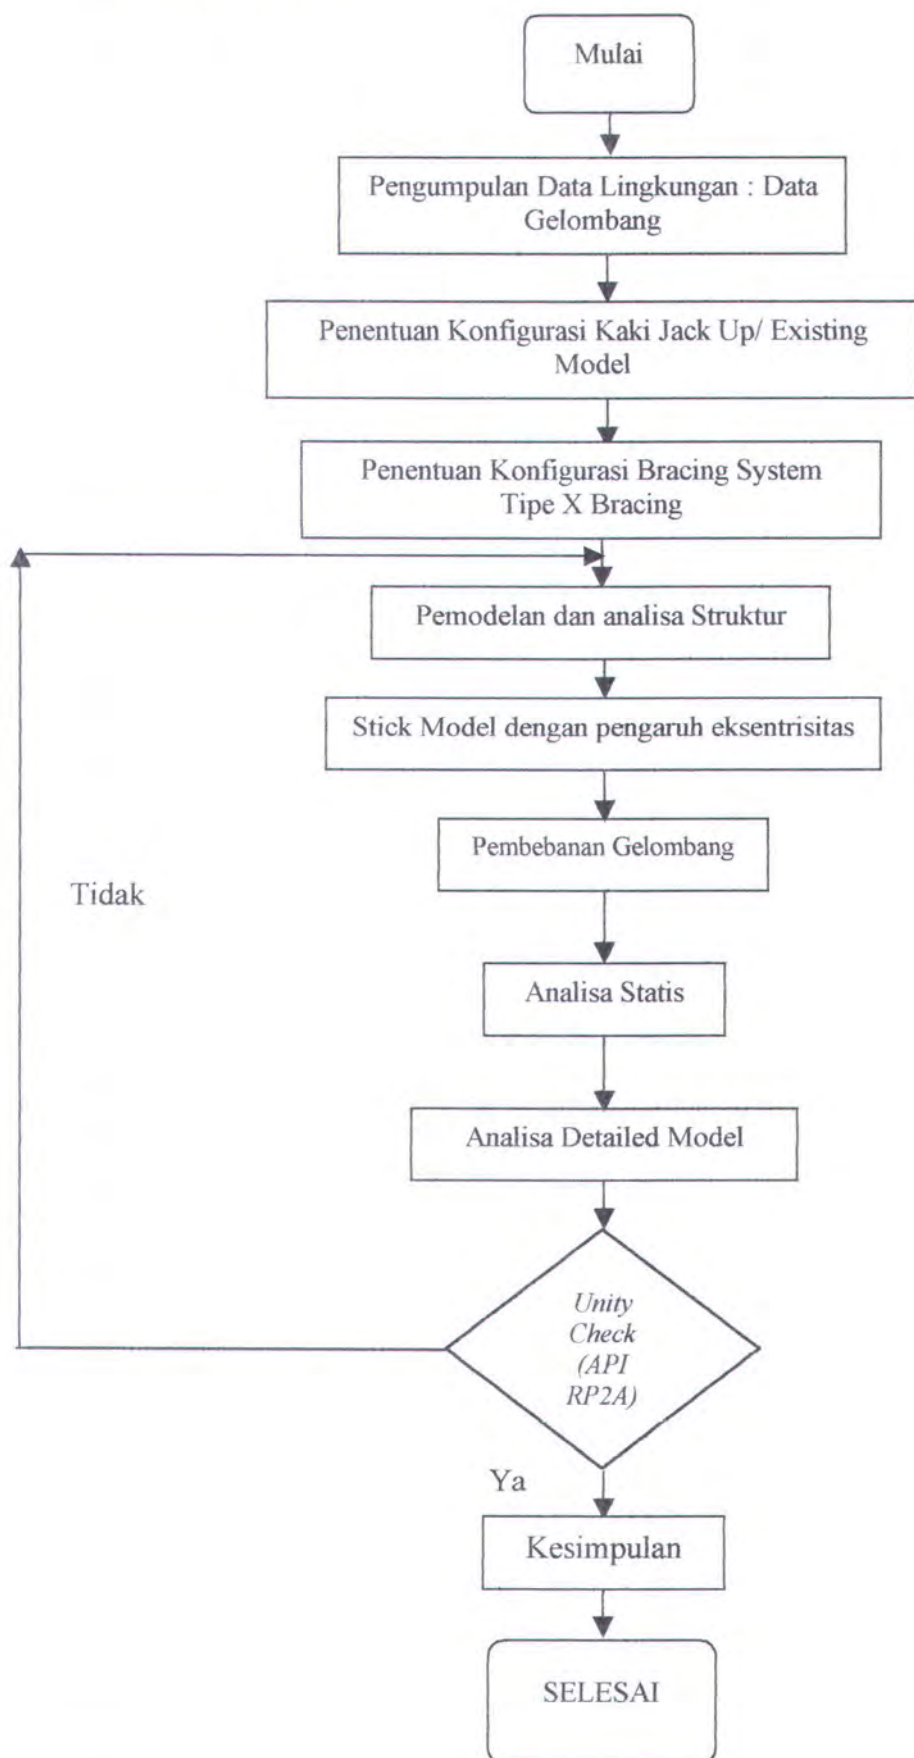 Mulai
Pengumpulan Data Lingkungan : Data
Gelombang
Penentuan Konfigurasi Kaki Jack Up/ Existing
Model
Penentuan Konfigurasi Bracing System
Tipe X Bracing
Pemodelan dan analisa Struktur
Stick Model dengan pengaruh eksentrisitas
Pembebanan Gelombang
Tidak
Analisa Statis
Analisa Detailed Model
Unity
Check
(API
RP2A)
Ya
Kesimpulan
SELESAI